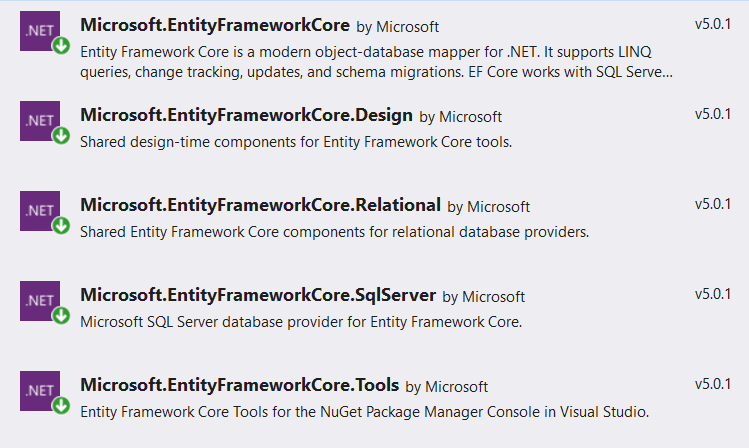 .NET
Microsoft.EntityFrameworkCore by Microsoft v5.0.1
Entity Framework Core is a modern object-database mapper for .NET. It supports LINQ
queries, change tracking, updates, and schema migrations. EF Core works with SQL Serve...
.NET
Microsoft.EntityFrameworkCore.Design by Microsoft v5.0.1
Shared design-time components for Entity Framework Core tools.
.NET
Microsoft.EntityFrameworkCore.Relational by Microsoft v5.0.1
Shared Entity Framework Core components for relational database providers.
.NET
Microsoft.EntityFrameworkCore.SqlServer by Microsoft v5.0.1
Microsoft SQL Server database provider for Entity Framework Core.
.NET
Microsoft.EntityFrameworkCore.Tools by Microsoft v5.0.1
Entity Framework Core Tools for the NuGet Package Manager Console in Visual Studio.